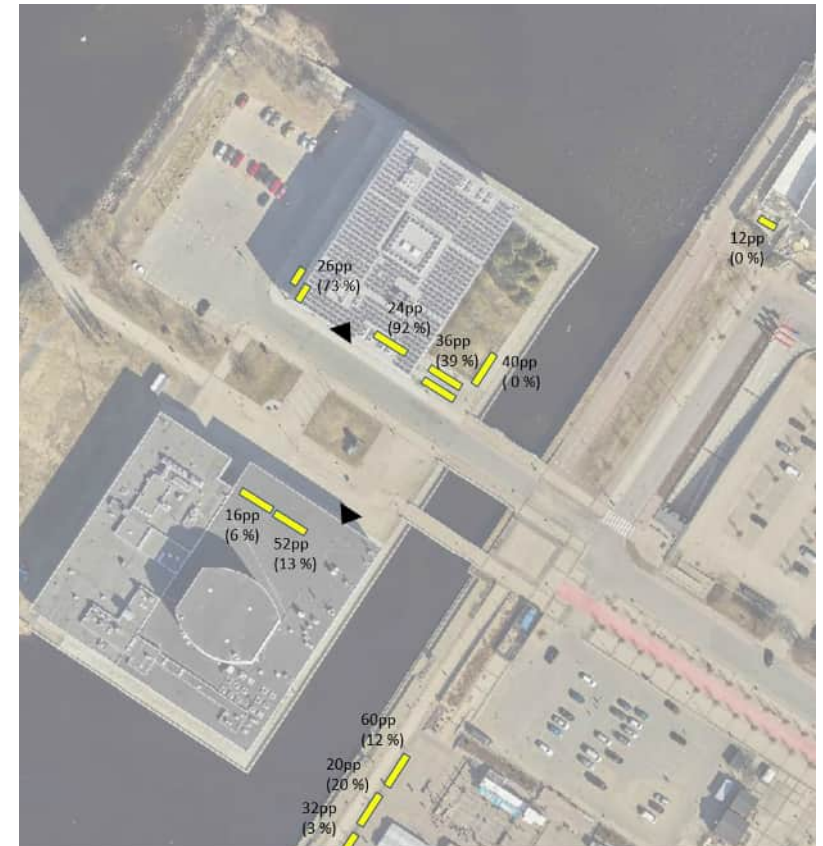 12pp
(0 %)
26pp
(73 %)
24pp
(92 %)
36pp
(39 %)
40pp
( 0 %)
16pp
(6 %)
52pp
(13 %)
60pp
(12 %)
20pp
(20 %)
32pp
(3 %)